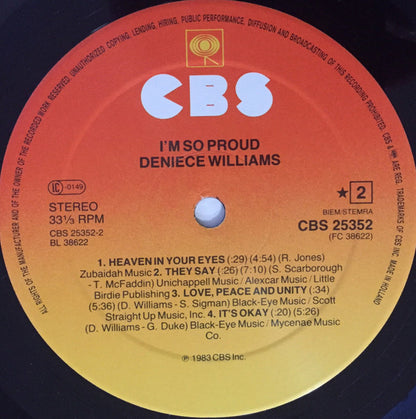 ALL RIGHTS OF THE MANUFACTURER AND OF THE OWNER OF THE RECORDED WORK RESERVED. UNAUTHORIZED COPYING, LENDING, HIRING, PUBLIC PERFORMANCE, DIFFUSION AND BROADCASTING OF THIS RECORD PROHIBITED. CBS & ARE REG. TRADEMARKS OF CBS INC. MADE IN HOLLAND
CBS
I'M SO PROUD
DENIECE WILLIAMS
LC -0149
STEREO
33⅓ RPM
CBS 25352-2
BL 38622
★ 2
BIEM/STEMRA
CBS 25352
(FC 38622)
1. HEAVEN IN YOUR EYES (:29) (4:54) (R. Jones)
Zubaidah Music 2. THEY SAY (:26) (7:10) (S. Scarborough
- T. McFaddin) Unichappell Music / Alexcar Music / Little
Birdie Publishing 3. LOVE, PEACE AND UNITY (:34)
(5:36) (D. Williams - S. Sigman) Black-Eye Music / Scott
Straight Up Music, Inc. 4. IT'S OKAY (:20) (5:26)
(D. Williams - G. Duke) Black-Eye Music / Mycenae Music
Co.
℗ 1983 CBS Inc.